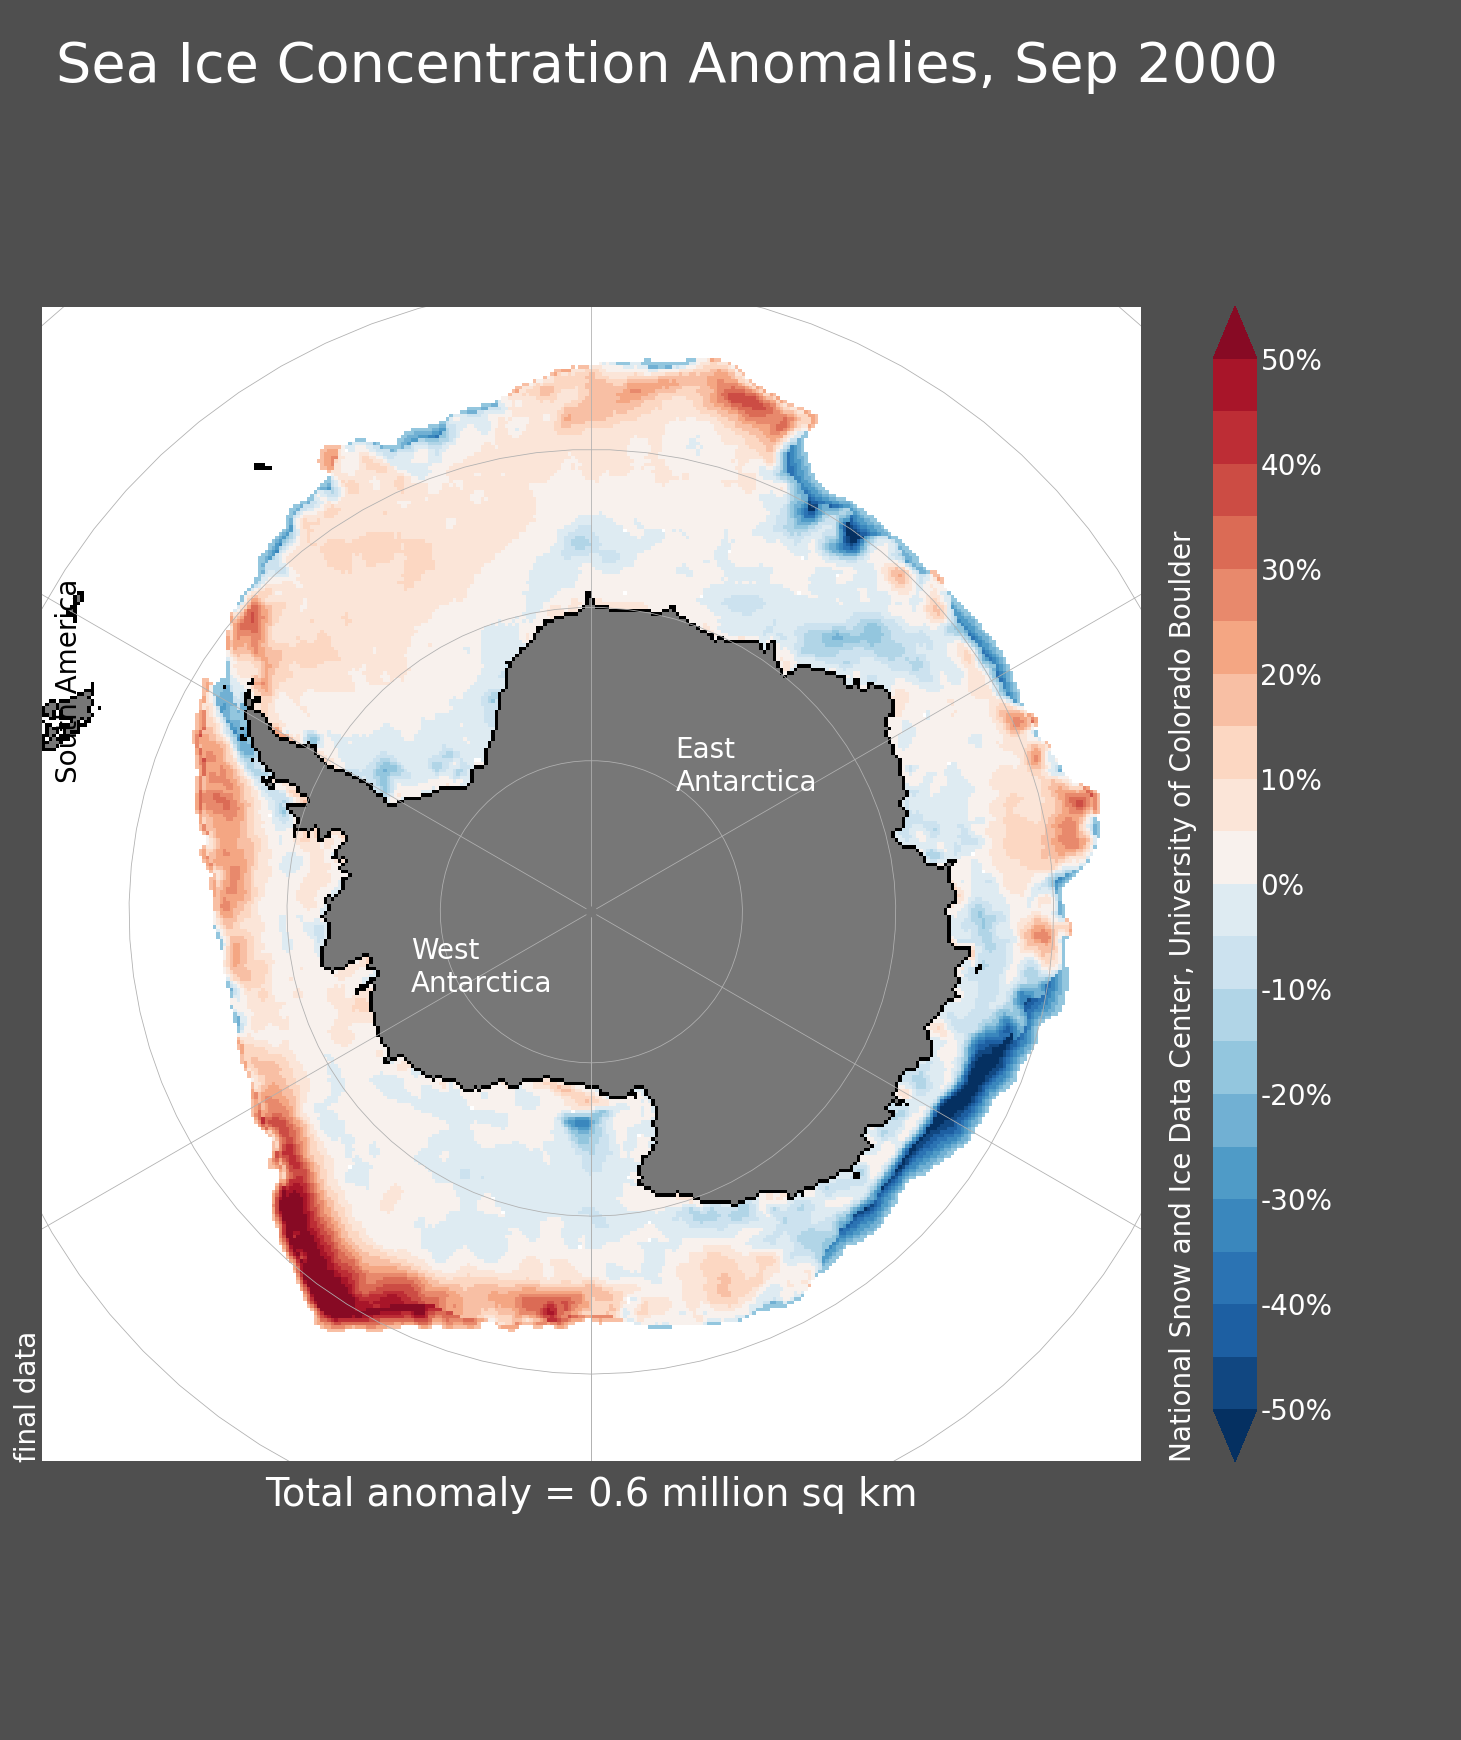 Sea Ice Concentration Anomalies, Sep 2000
South America
East
Antarctica
West
Antarctica
final data
National Snow and Ice Data Center, University of Colorado Boulder
50%
40%
30%
20%
10%
0%
-10%
-20%
-30%
-40%
-50%
Total anomaly = 0.6 million sq km